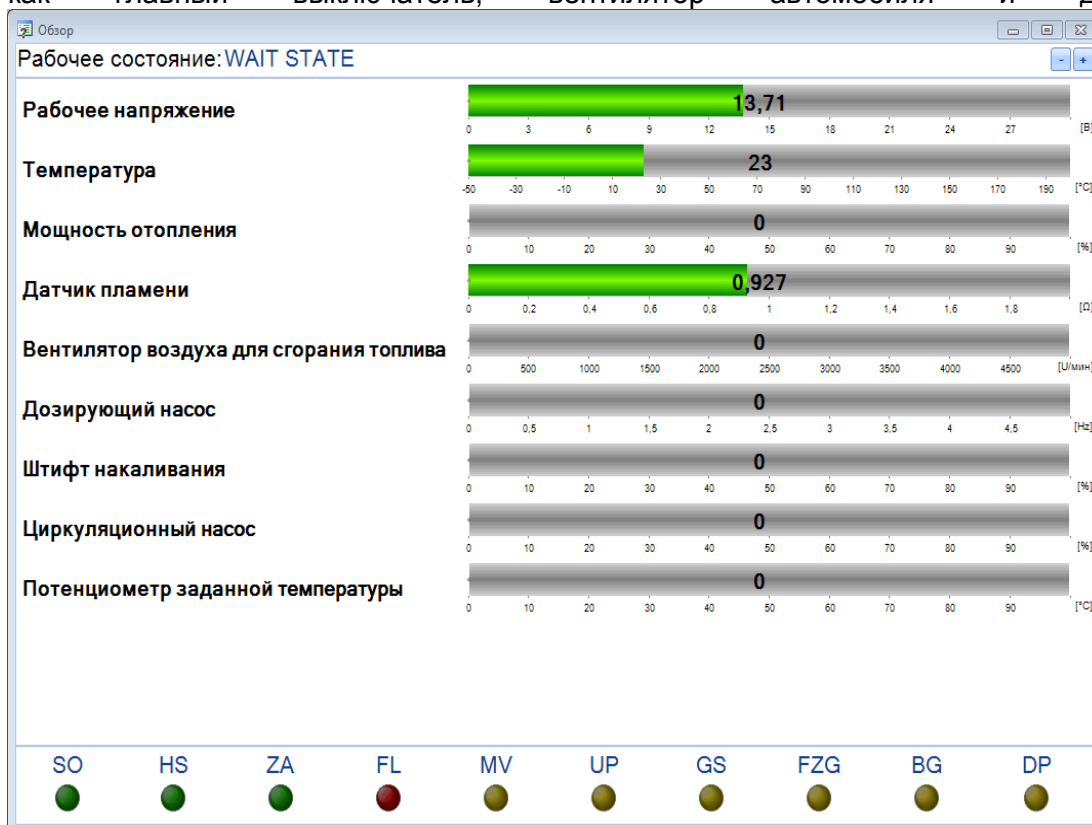 как главный выключатель, вентилятор автомобиля и д
Обзор
Рабочее состояние: WAIT STATE - +
Рабочее напряжение 13,71
0 3 6 9 12 15 18 21 24 27 [В]
Температура 23
-50 -30 -10 10 30 50 70 90 110 130 150 170 190 [°C]
Мощность отопления 0
0 10 20 30 40 50 60 70 80 90 [%]
Датчик пламени 0,927
0 0,2 0,4 0,6 0,8 1 1,2 1,4 1,6 1,8 [Ω]
Вентилятор воздуха для сгорания топлива 0
0 500 1000 1500 2000 2500 3000 3500 4000 4500 [U/мин]
Дозирующий насос 0
0 0,5 1 1,5 2 2,5 3 3,5 4 4,5 [Hz]
Штифт накаливания 0
0 10 20 30 40 50 60 70 80 90 [%]
Циркуляционный насос 0
0 10 20 30 40 50 60 70 80 90 [%]
Потенциометр заданной температуры 0
0 10 20 30 40 50 60 70 80 90 [°C]
SO HS ZA FL MV UP GS FZG BG DP